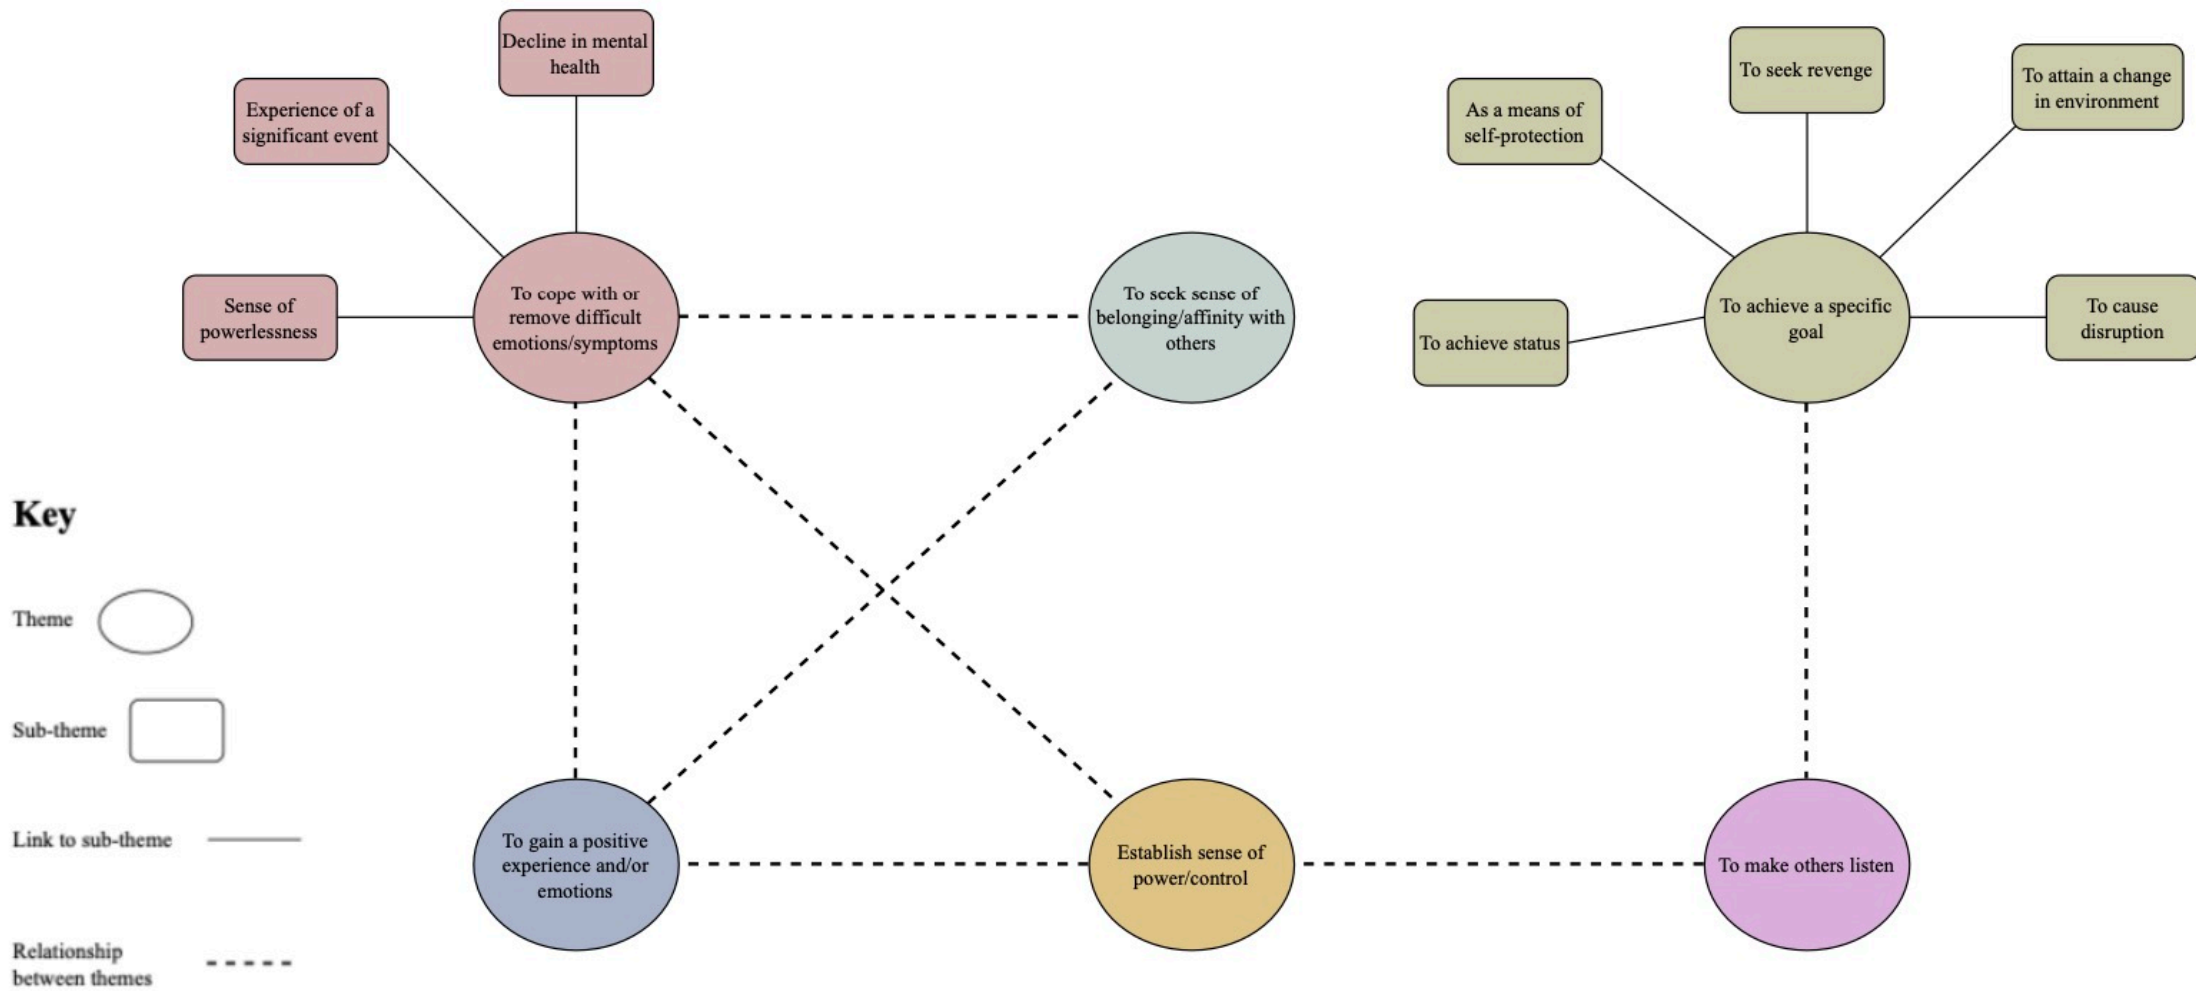 Decline in mental
health
Experience of a
significant event
Sense of
powerlessness
To cope with or
remove difficult
emotions/symptoms
To seek sense of
belonging/affinity with
others
As a means of
self-protection
To seek revenge
To attain a change
in environment
To achieve status
To achieve a specific
goal
To cause
disruption
Key
Theme
Sub-theme
Link to sub-theme
Relationship
between themes
To gain a positive
experience and/or
emotions
Establish sense of
power/control
To make others listen